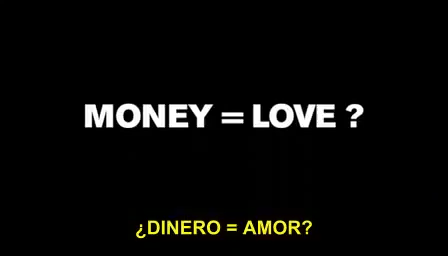 MONEY = LOVE ?
¿DINERO = AMOR?